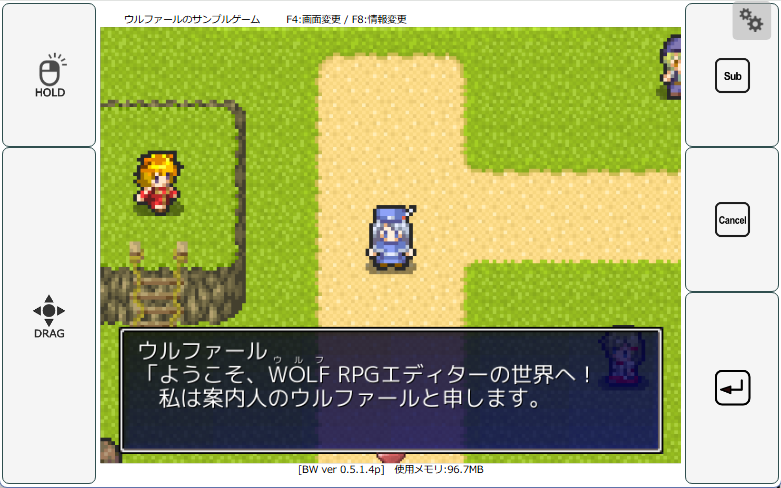 ウルファールのサンプルゲーム F4:画面変更 / F8:情報変更
HOLD
Sub
Cancel
DRAG
ウルファール
ウルフ
「ようこそ、WOLF RPGエディターの世界へ！
私は案内人のウルファールと申します。
[BW ver 0.5.1.4p] 使用メモリ:96.7MB